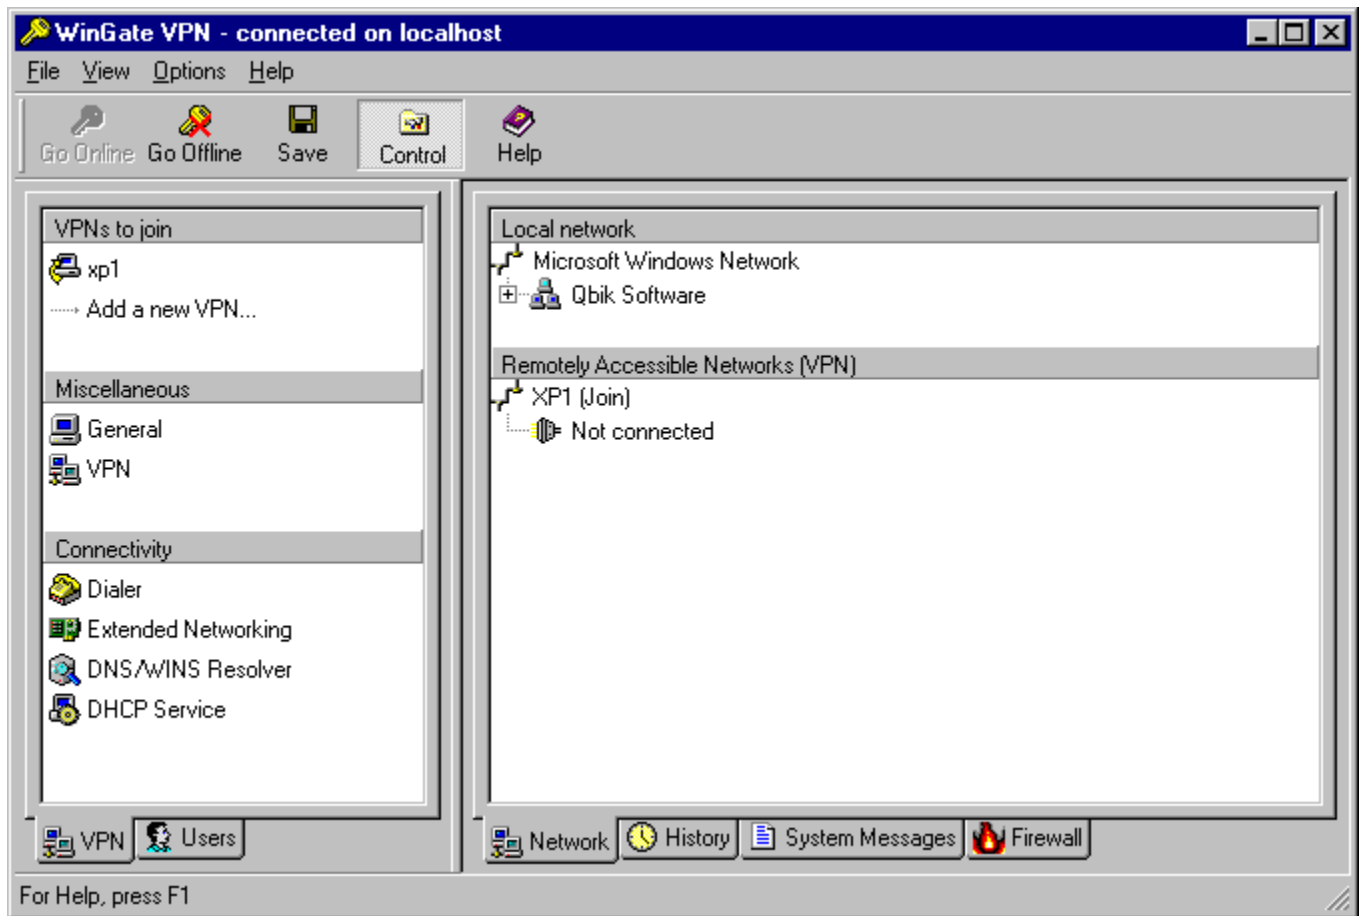 WinGate VPN - connected on localhost
File View Options Help
Go Online Go Offline Save Control Help
VPNs to join
xp1
Add a new VPN...
Miscellaneous
General
VPN
Connectivity
Dialer
Extended Networking
DNS/WINS Resolver
DHCP Service
VPN Users
Local network
Microsoft Windows Network
Qbik Software
Remotely Accessible Networks (VPN)
XP1 (Join)
Not connected
Network History System Messages Firewall
For Help, press F1